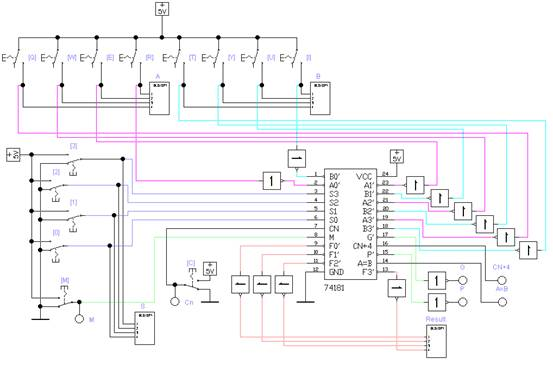 + 5V
[Q] [W] [E] [R] [T] [Y] [U] [I]
A
B
+ 5V
[3]
[2]
[1]
[0]
[M]
M
S
[C]
+ 5V
Cn
1 B0' VCC 24
2 A0' A1' 23
3 S3 B1' 22
4 S2 A2' 21
5 S1 B2' 20
6 S0 A3' 19
7 CN B3' 18
8 M G' 17
9 F0' CN+4 16
10 F1' P' 15
11 F2' A=B 14
12 GND F3' 13
74181
+ 5V
G
P
CN+4
A=B
Result